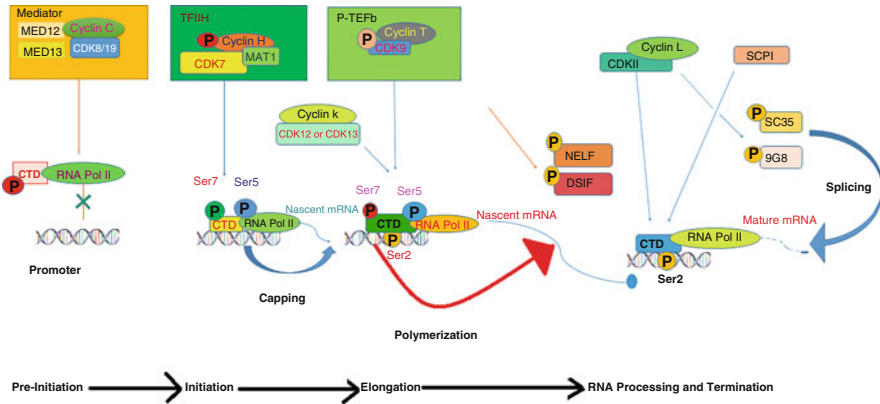 Mediator
MED12 Cyclin C
MED13 CDK8/19
P CTD RNA Pol II
Promoter
TFIIH
P Cyclin H
CDK7 MAT1
Ser7 Ser5
P P
CTD RNA Pol II
Nascent mRNA
Capping
P-TEFb
P Cyclin T
CDK9
Cyclin k
CDK12 or CDK13
Ser7 Ser5
P P
CTD RNA Pol II
P
Ser2
Nascent mRNA
Polymerization
P
NELF
P
DSIF
Cyclin L
CDKII
SCPI
P
SC35
P
9G8
Splicing
Mature mRNA
CTD RNA Pol II
P
Ser2
Pre-Initiation Initiation Elongation RNA Processing and Termination